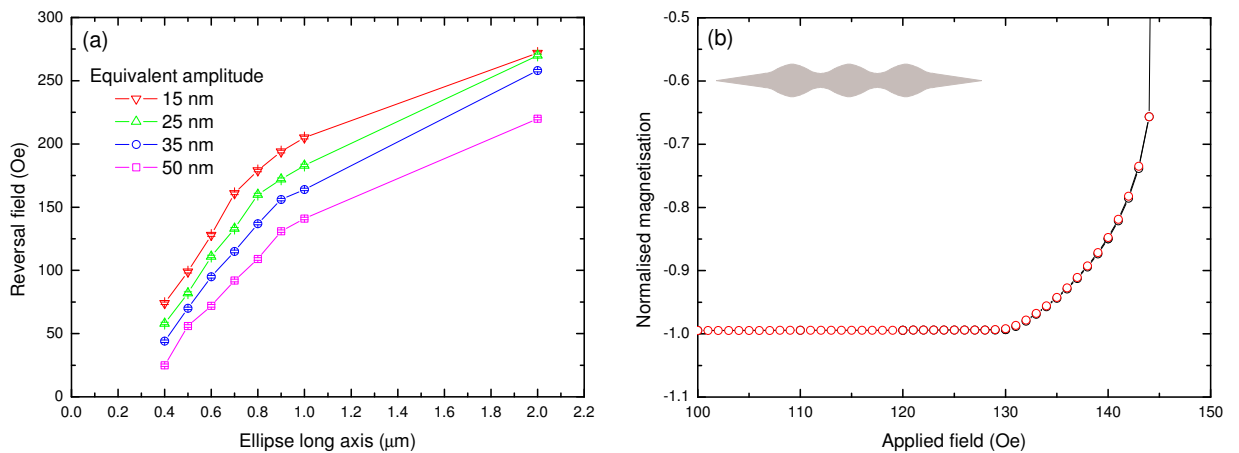 (a)
Equivalent amplitude
15 nm
25 nm
35 nm
50 nm
Reversal field (Oe)
300
250
200
150
100
50
0
0.0 0.2 0.4 0.6 0.8 1.0 1.2 1.4 1.6 1.8 2.0 2.2
Ellipse long axis (μm)
(b)
Normalised magnetisation
-0.5
-0.6
-0.7
-0.8
-0.9
-1.0
-1.1
100 110 120 130 140 150
Applied field (Oe)